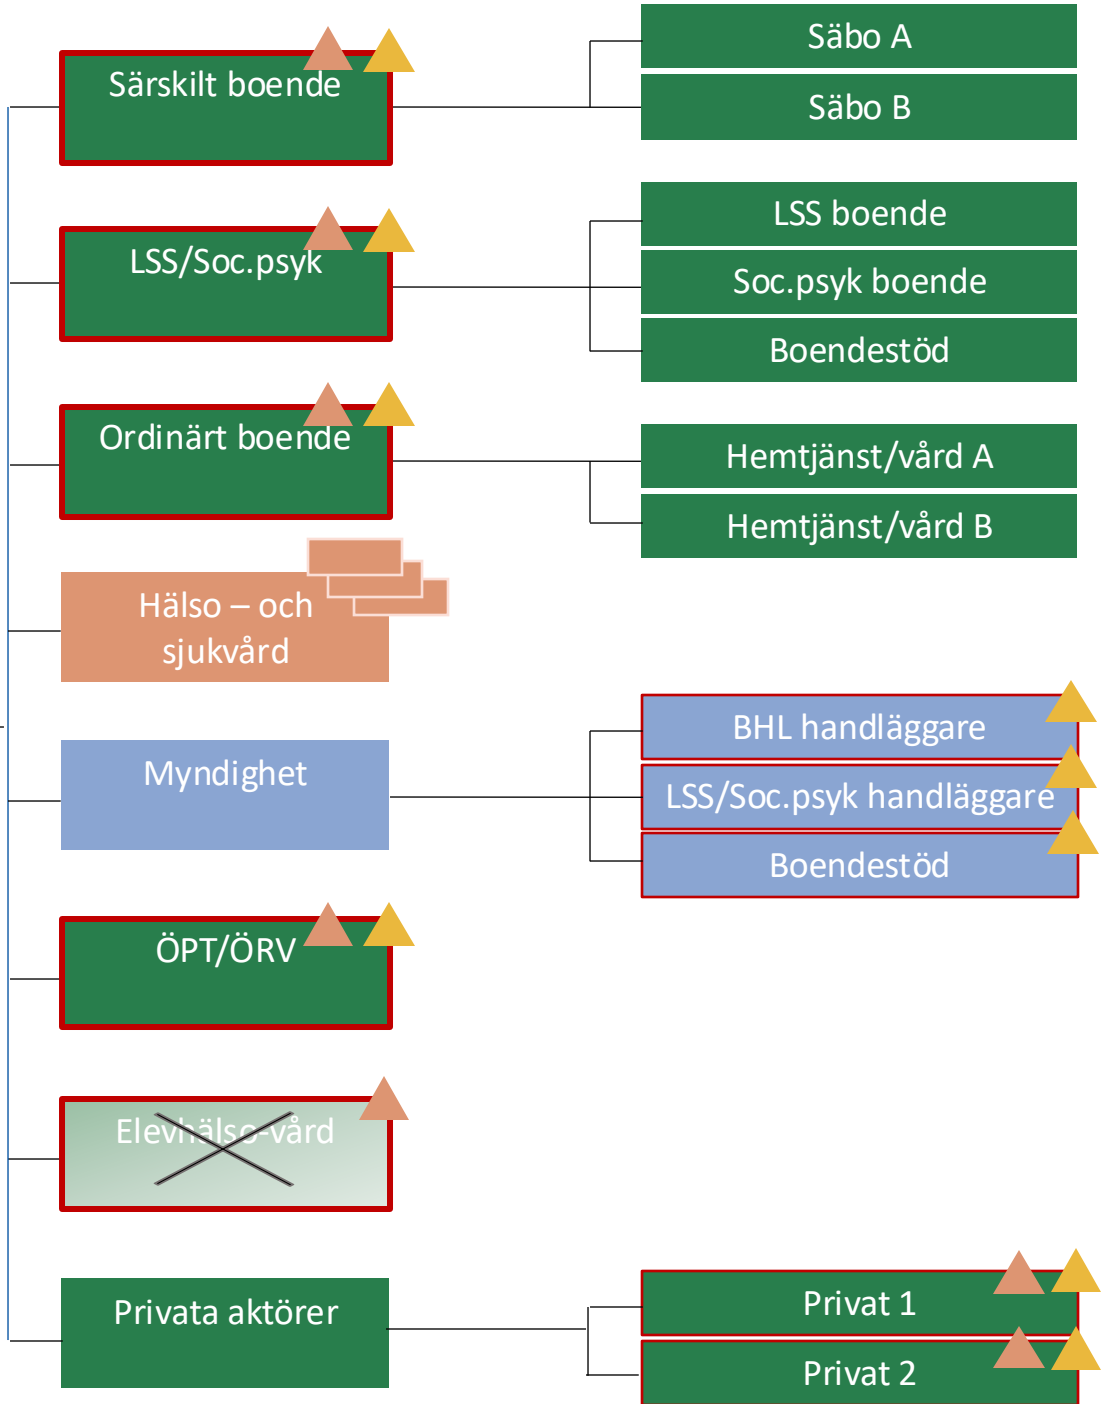 Särskilt boende
Säbo A
Säbo B
LSS/Soc.psyk
LSS boende
Soc.psyk boende
Boendestöd
Ordinärt boende
Hemtjänst/vård A
Hemtjänst/vård B
Hälso – och
sjukvård
Myndighet
BHL handläggare
LSS/Soc.psyk handläggare
Boendestöd
ÖPT/ÖRV
Elevhälso-vård
Privata aktörer
Privat 1
Privat 2